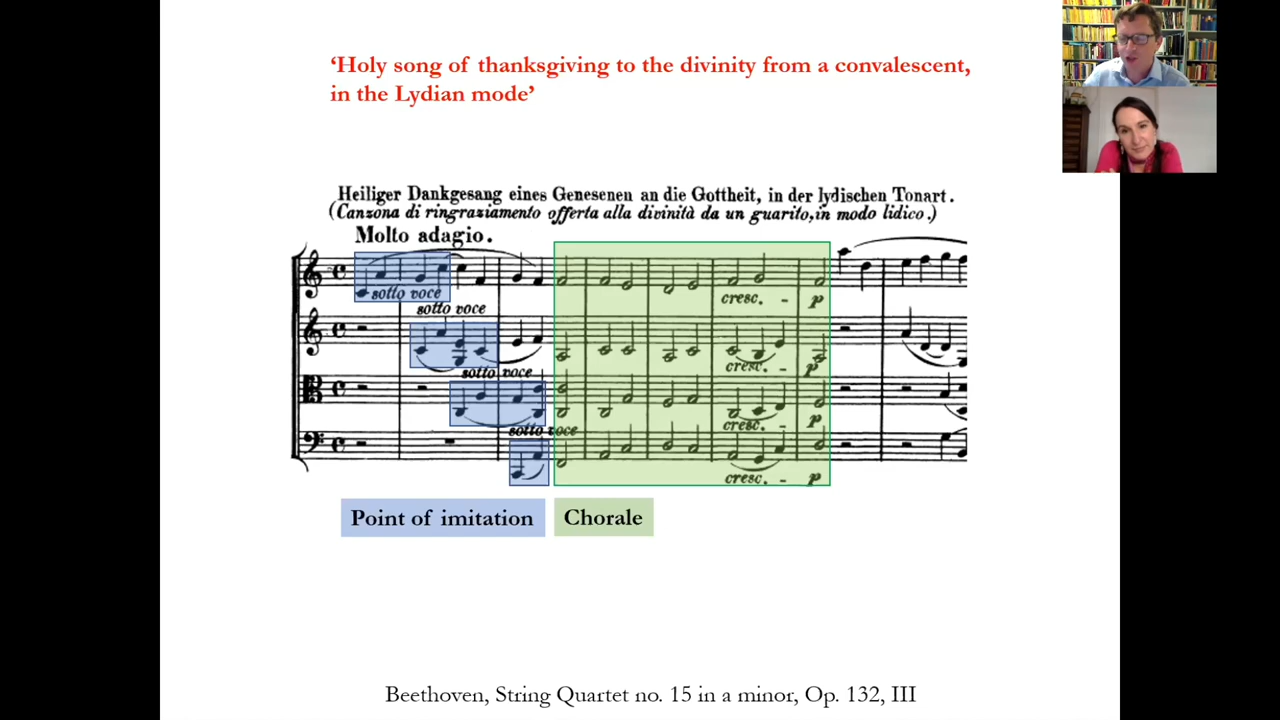 ‘Holy song of thanksgiving to the divinity from a convalescent,
in the Lydian mode’
Heiliger Dankgesang eines Genesenen an die Gottheit, in der lydischen Tonart.
(Canzona di ringraziamento offerta alla divinità da un guarito, in modo lidico.)
Molto adagio.
sotto voce
sotto voce
cresc. - p
sotto voce
cresc. - p
sotto voce
cresc. - p
cresc. - p
Point of imitation
Chorale
Beethoven, String Quartet no. 15 in a minor, Op. 132, III